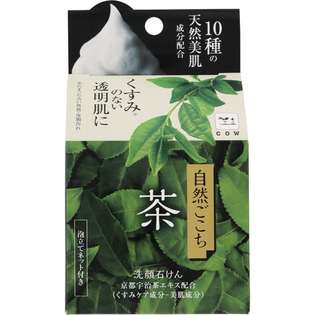 10種の
天然美肌
成分配合
くすみ※の
ない
透明肌に
COW
自然ごこち
茶
洗顔石けん
京都宇治茶エキス配合
(くすみケア成分・美肌成分)
泡立てネット付き